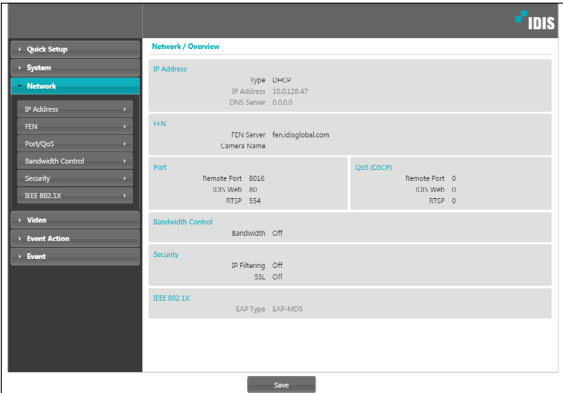 IDIS
Quick Setup
System
Network
IP Address
FEN
Port/QoS
Bandwidth Control
Security
IEEE 802.1X
Video
Event Action
Event
Network / Overview
IP Address
Type DHCP
IP Address 10.0.128.47
DNS Server 0.0.0.0
FEN
FEN Server fen.idisglobal.com
Camera Name
Port
Remote Port 8016
IDIS Web 80
RTSP 554
QoS (DSCP)
Remote Port 0
IDIS Web 0
RTSP 0
Bandwidth Control
Bandwidth Off
Security
IP Filtering Off
SSL Off
IEEE 802.1X
EAP Type EAP-MD5
Save